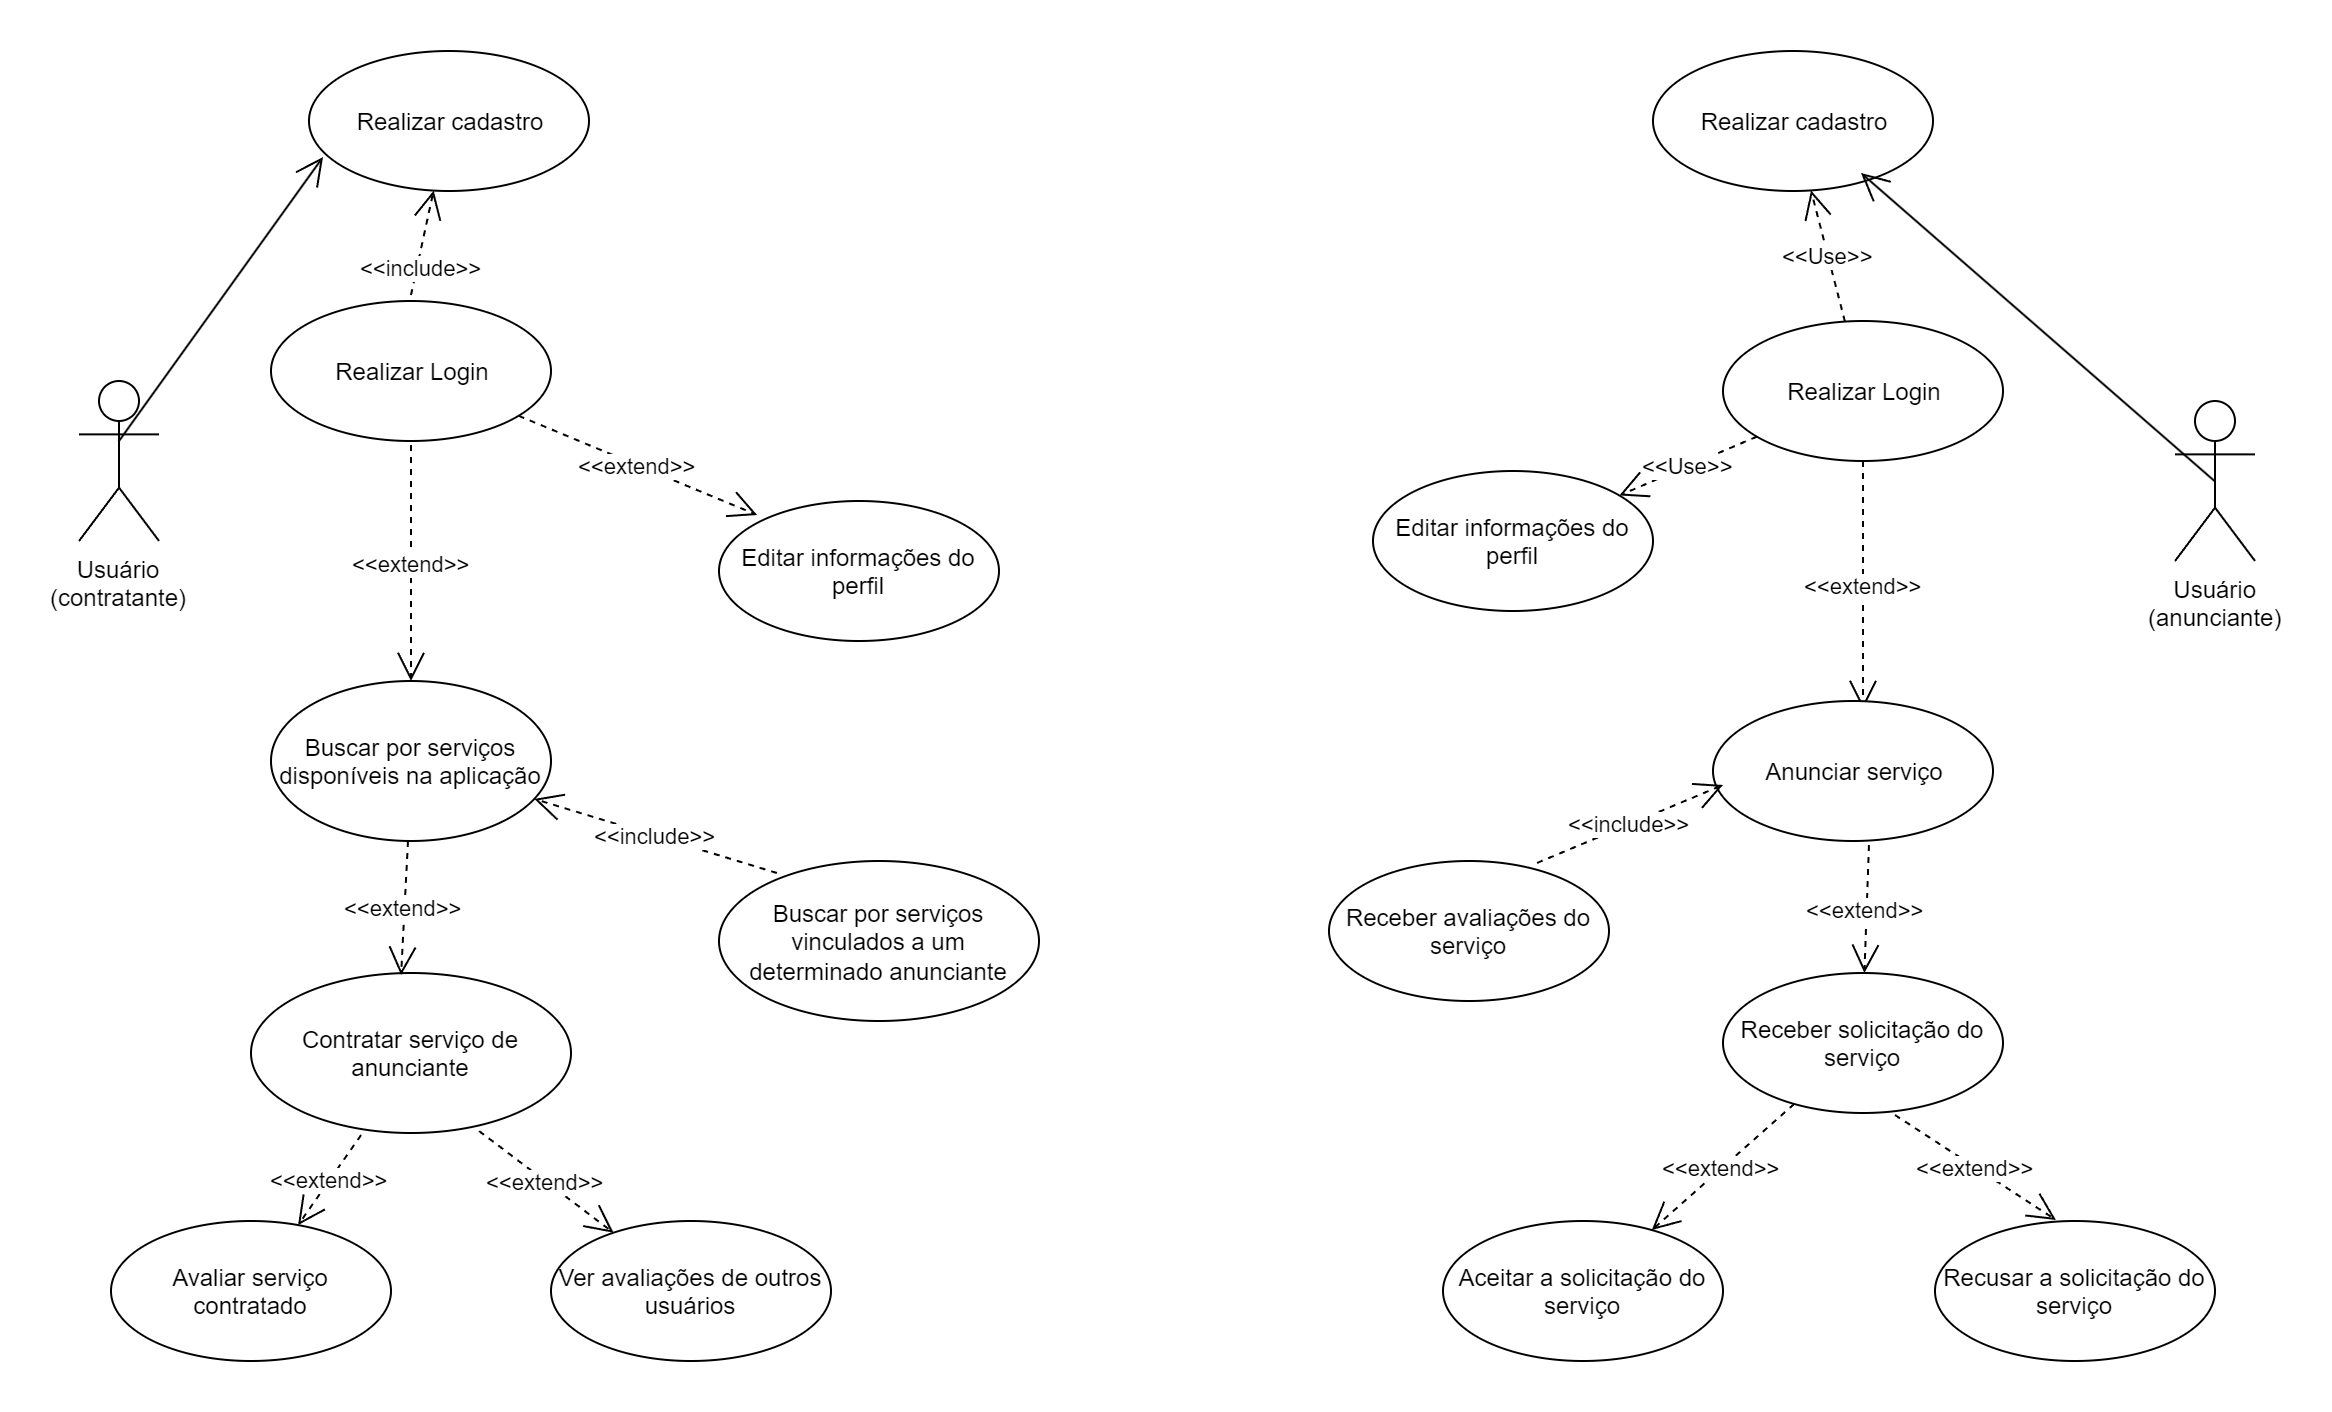 Realizar cadastro
<<include>>
Realizar Login
<<extend>>
Editar informações do
perfil
Usuário
(contratante)
<<extend>>
Buscar por serviços
disponíveis na aplicação
<<include>>
Buscar por serviços
vinculados a um
determinado anunciante
<<extend>>
Contratar serviço de
anunciante
<<extend>>
<<extend>>
Avaliar serviço
contratado
Ver avaliações de outros
usuários
Realizar cadastro
<<Use>>
Realizar Login
<<Use>>
Editar informações do
perfil
Usuário
(anunciante)
<<extend>>
Anunciar serviço
<<include>>
Receber avaliações do
serviço
<<extend>>
Receber solicitação do
serviço
<<extend>>
<<extend>>
Aceitar a solicitação do
serviço
Recusar a solicitação do
serviço